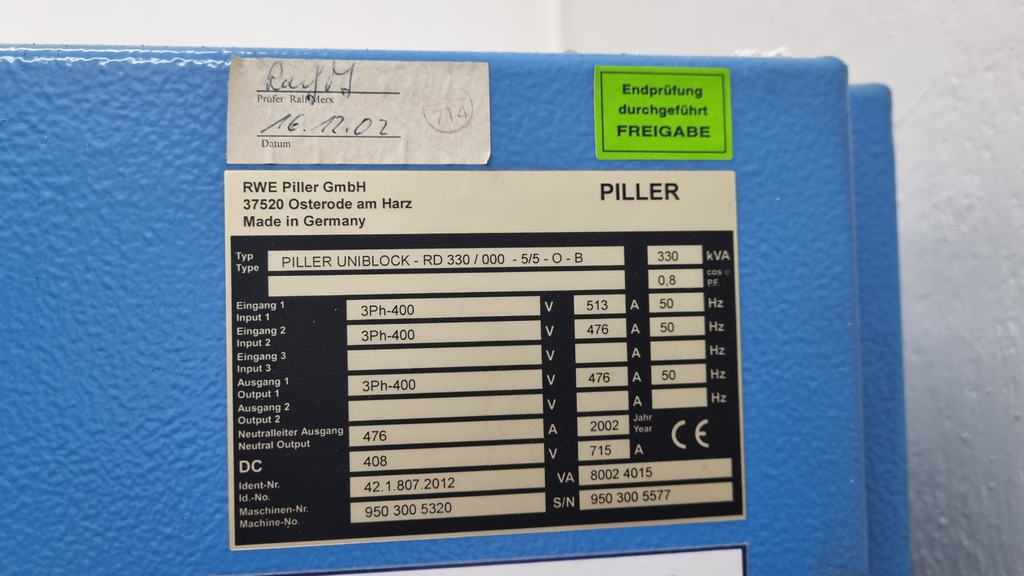 Prüfer: Ralf Merx
16.12.02
714
Datum
Endprüfung
durchgeführt
FREIGABE
RWE Piller GmbH
37520 Osterode am Harz
Made in Germany
PILLER
Typ
Type
PILLER UNIBLOCK - RD 330 / 000 - 5/5 - O - B
330 kVA
0,8 cos φ
P.F.
Eingang 1
Input 1
3Ph-400 V 513 A 50 Hz
Eingang 2
Input 2
3Ph-400 V 476 A 50 Hz
Eingang 3
Input 3
V A Hz
Ausgang 1
Output 1
3Ph-400 V 476 A 50 Hz
Ausgang 2
Output 2
V A Hz
Neutralleiter Ausgang
Neutral Output
476 A 2002 Jahr
Year
CE
DC 408 V 715 A
Ident-Nr.
Id.-No.
42.1.807.2012 VA 8002 4015
Maschinen-Nr.
Machine-No.
950 300 5320 S/N 950 300 5577